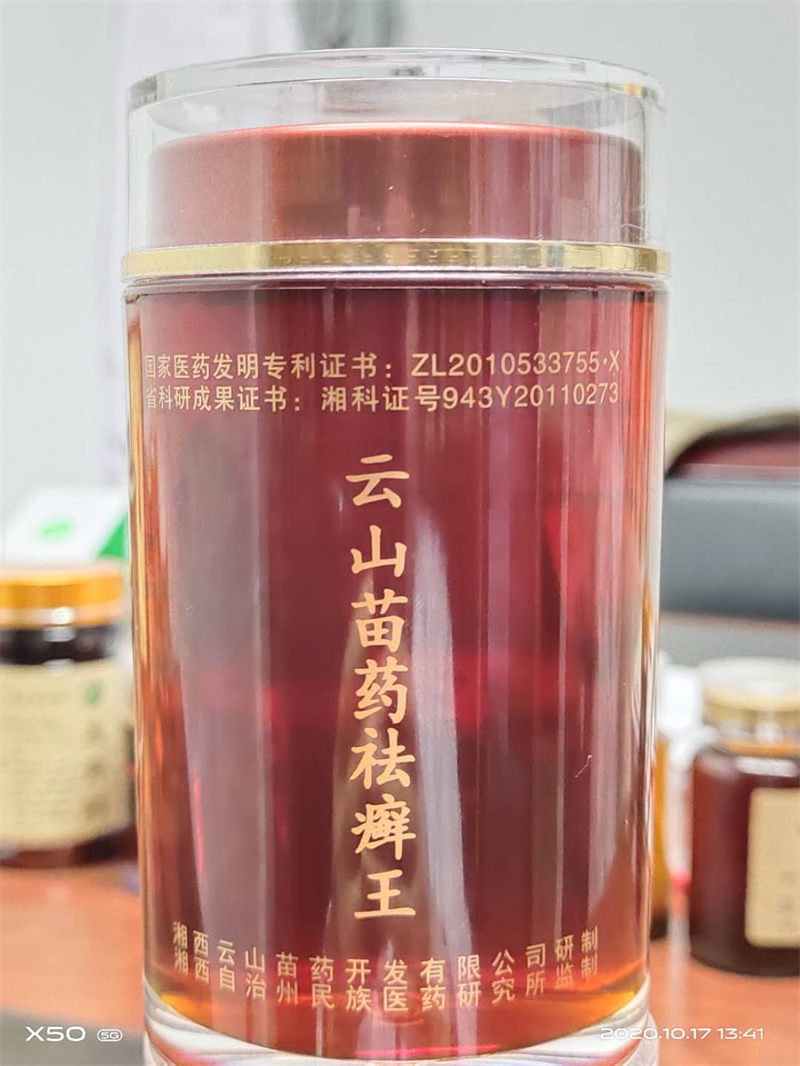 国家医药发明专利证书：ZL2010533755·X
省科研成果证书：湘科证号943Y20110273
云山苗药祛癣王
湘西云山苗药开发有限公司研制
湘西自治州民族医药研究所监制
X50 5G
2020.10.17 13:41